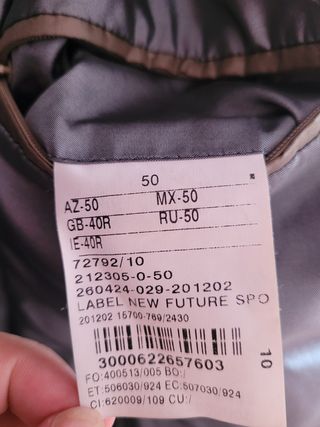 50
AZ-50 MX-50
GB-40R RU-50
IE-40R
72792/10
212305-0-50
260424-029-201202
LABEL NEW FUTURE SPO
201202 16700-769/2430
3000622657603
10
FO:400513/005 BO:/
ET:506030/924 EC:507030/924
CI:620009/109 CU:/